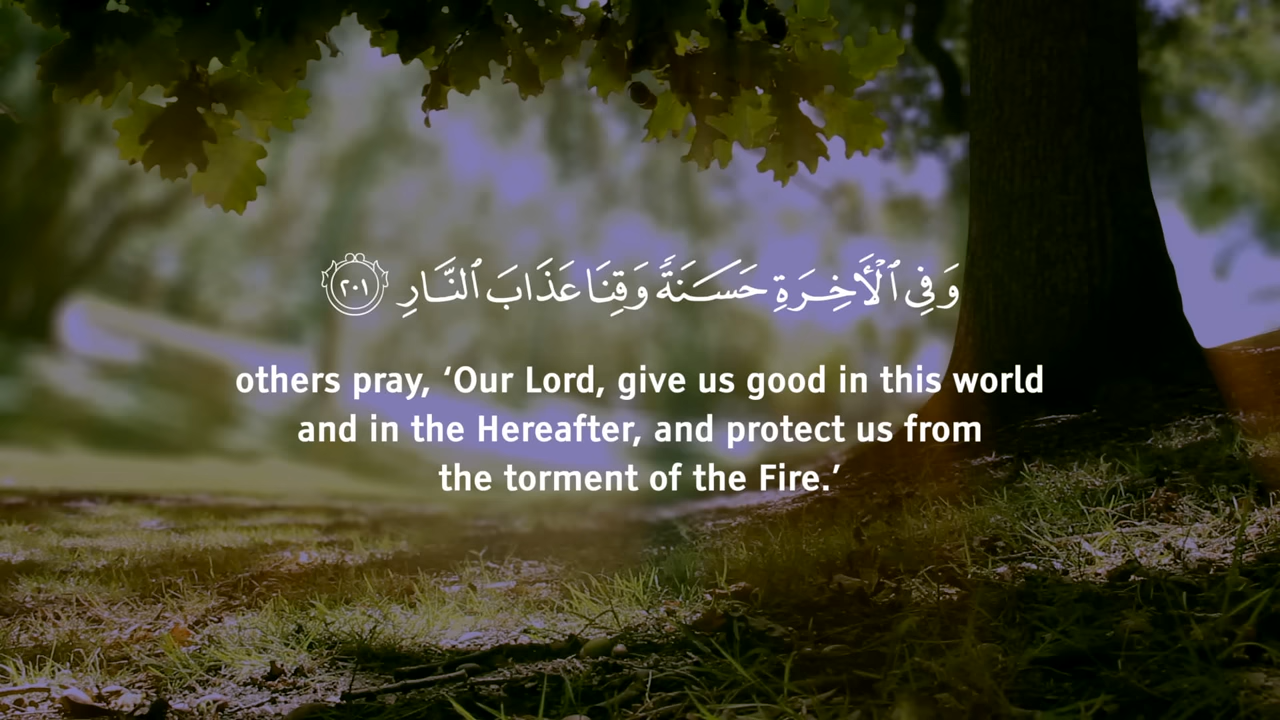 وَفِي ٱلْأَخِرَةِ حَسَنَةً وَقِنَا عَذَابَ ٱلنَّارِ ٢٠١
others pray, ‘Our Lord, give us good in this world
and in the Hereafter, and protect us from
the torment of the Fire.’